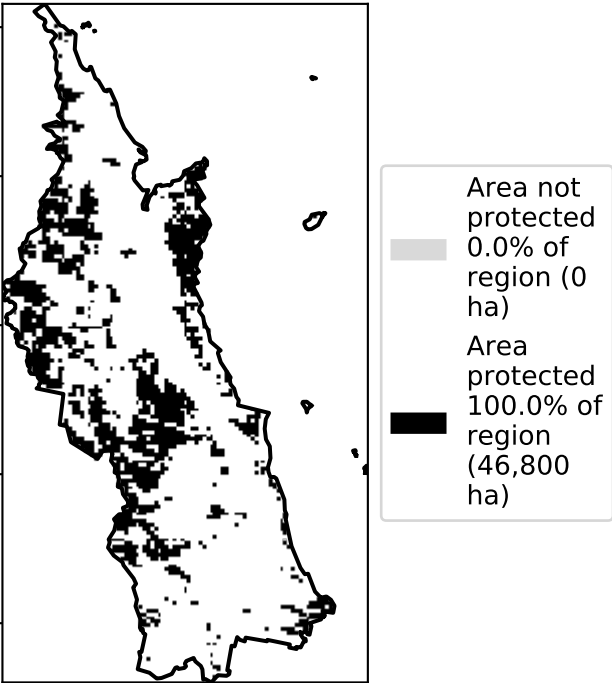 Area not
protected
0.0% of
region (0
ha)
Area
protected
100.0% of
region
(46,800
ha)